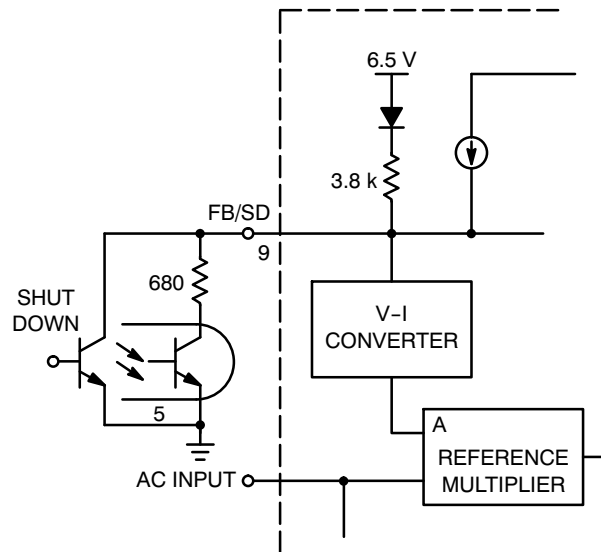 6.5 V
3.8 k
FB/SD
9
680
SHUT
DOWN
V-I
CONVERTER
5
A
REFERENCE
MULTIPLIER
AC INPUT